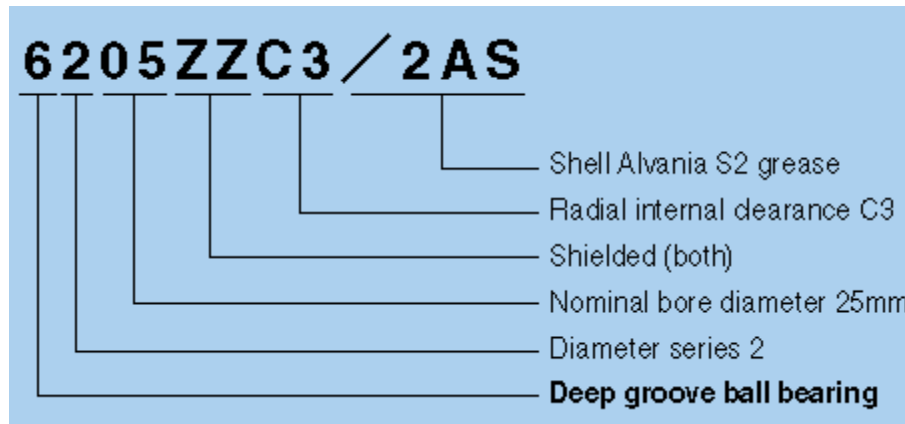 6205ZZC3/2AS
Shell Alvania S2 grease
Radial internal clearance C3
Shielded (both)
Nominal bore diameter 25mm
Diameter series 2
Deep groove ball bearing